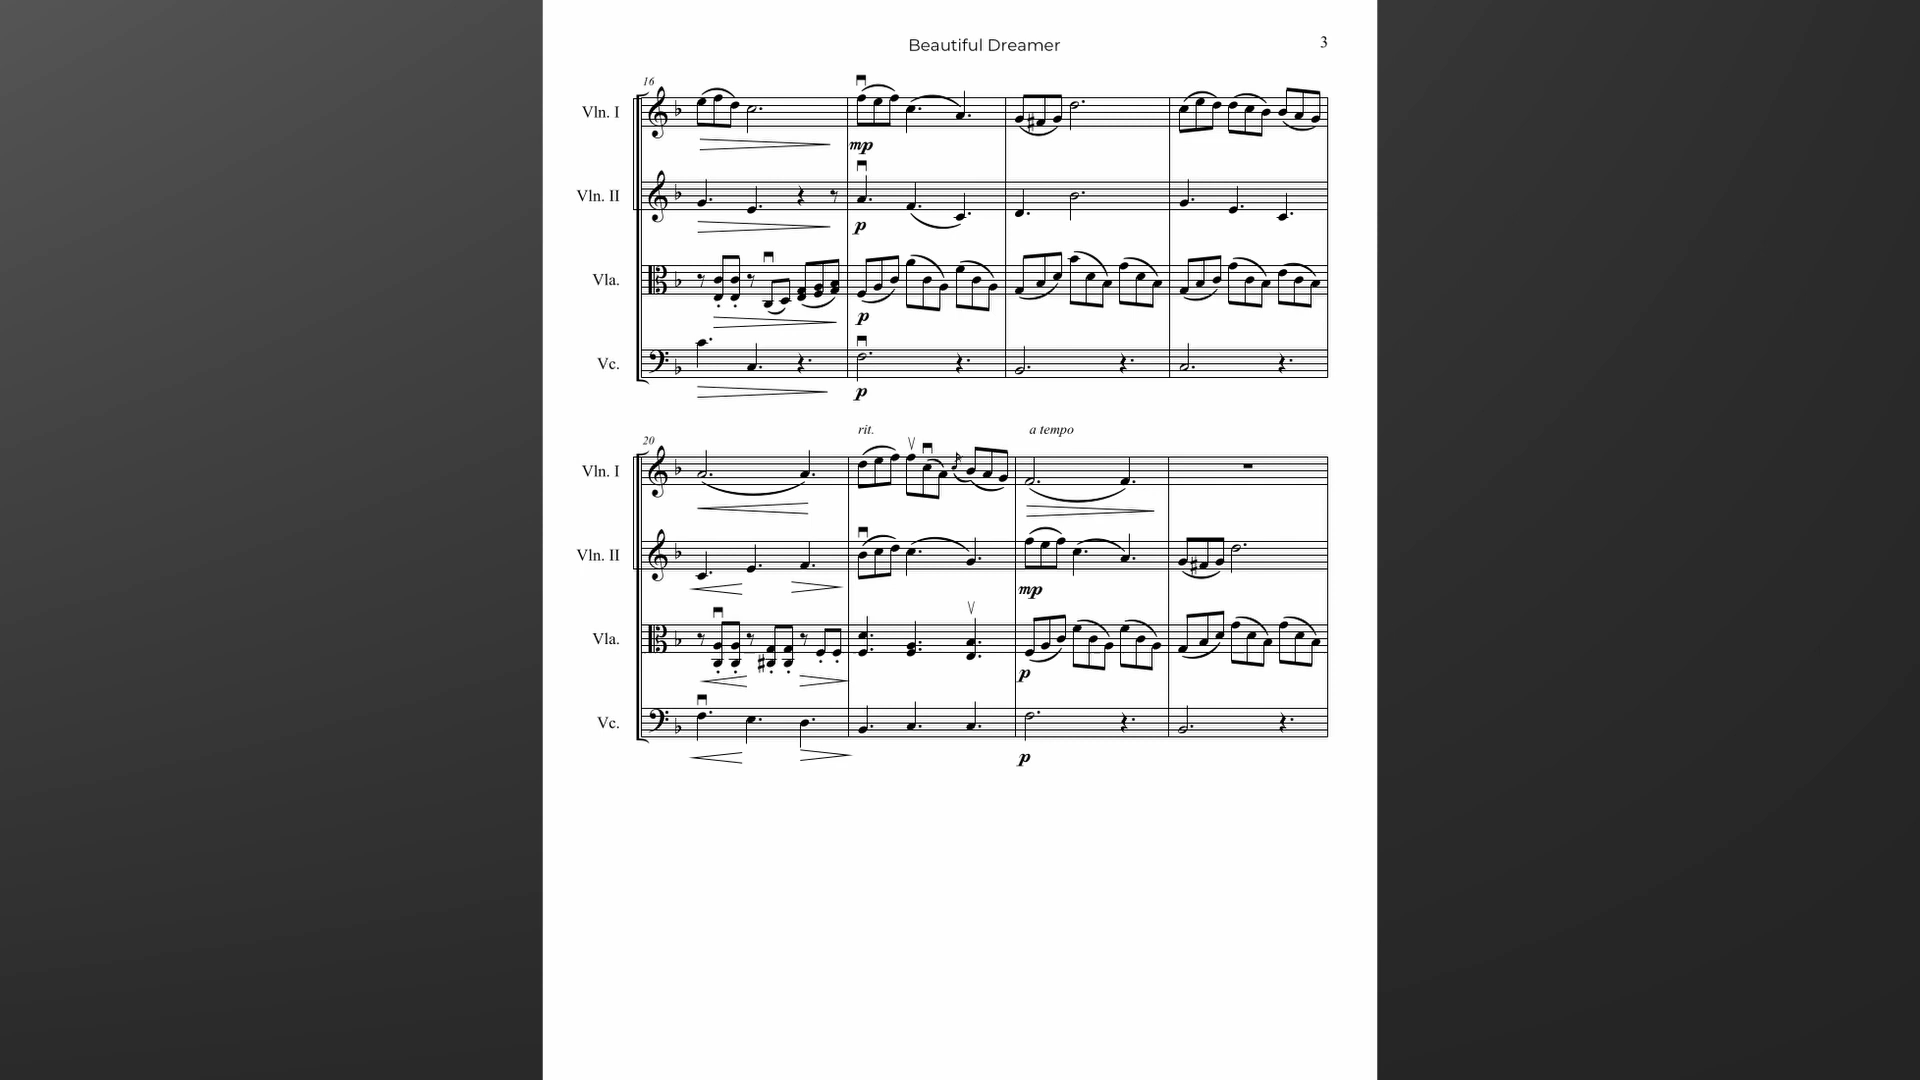 Beautiful Dreamer
3
16
Vln. I
mp
Vln. II
p
Vla.
p
Vc.
p
rit.
a tempo
20
Vln. I
Vln. II
mp
Vla.
p
Vc.
p